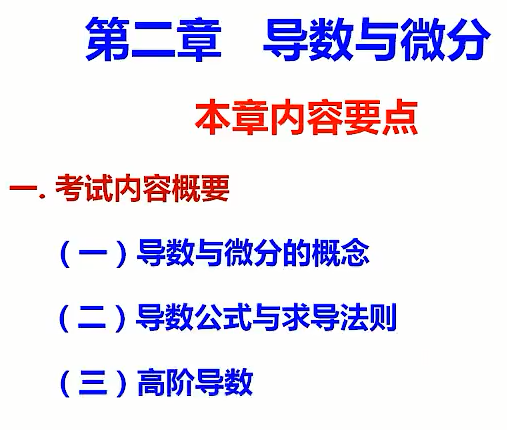 第二章 导数与微分
本章内容要点
一. 考试内容概要
（一）导数与微分的概念
（二）导数公式与求导法则
（三）高阶导数